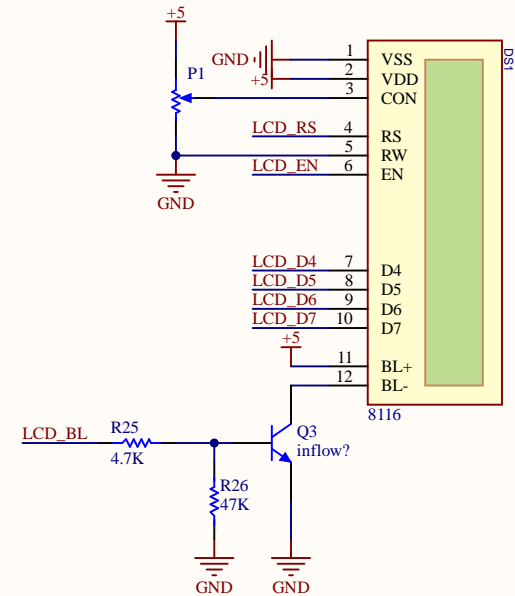 +5
P1
GND
+5
1 VSS
2 VDD
3 CON
LCD_RS 4 RS
5 RW
LCD_EN 6 EN
GND
DS1
LCD_D4 7 D4
LCD_D5 8 D5
LCD_D6 9 D6
LCD_D7 10 D7
+5
11 BL+
12 BL-
8116
LCD_BL
R25
4.7K
Q3
inflow?
R26
47K
GND
GND